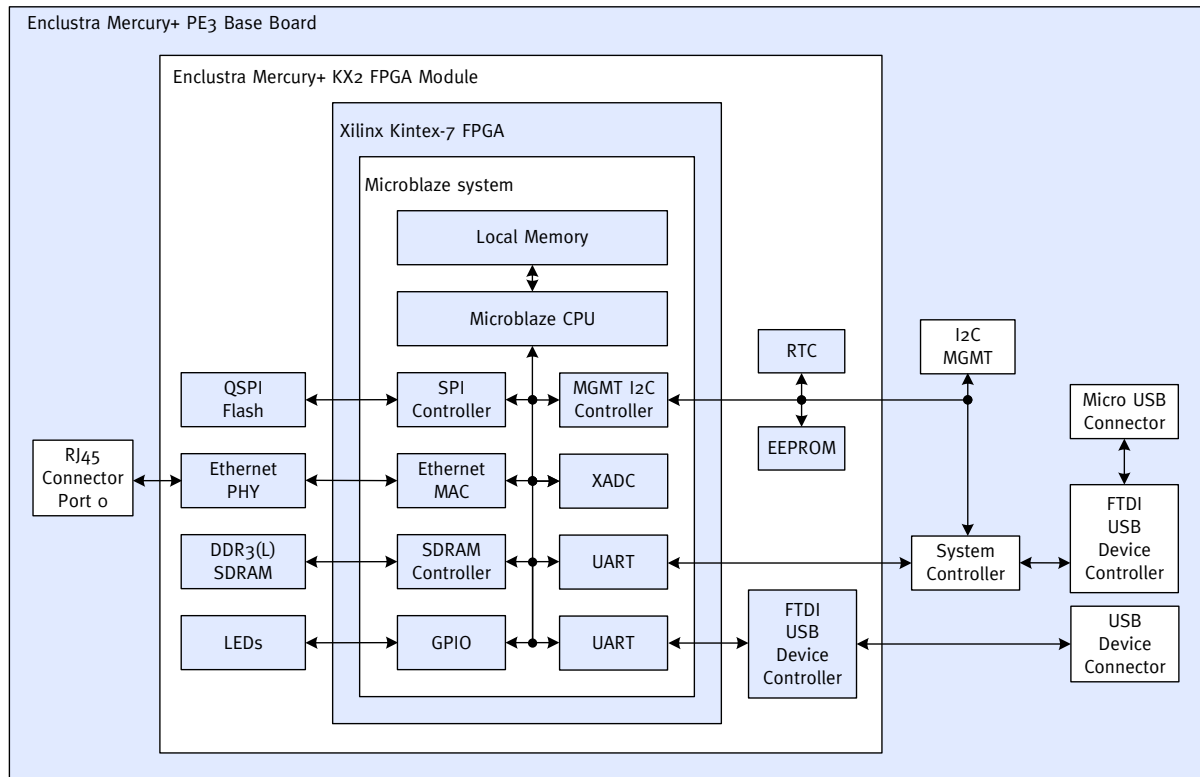 Enclustra Mercury+ PE3 Base Board
Enclustra Mercury+ KX2 FPGA Module
Xilinx Kintex-7 FPGA
Microblaze system
Local Memory
Microblaze CPU
RTC
I2C
MGMT
QSPI
Flash
SPI
Controller
MGMT I2C
Controller
Micro USB
Connector
EEPROM
RJ45
Connector
Port 0
Ethernet
PHY
Ethernet
MAC
XADC
FTDI
USB
Device
Controller
DDR3(L)
SDRAM
SDRAM
Controller
UART
System
Controller
LEDs
GPIO
UART
FTDI
USB
Device
Controller
USB
Device
Connector